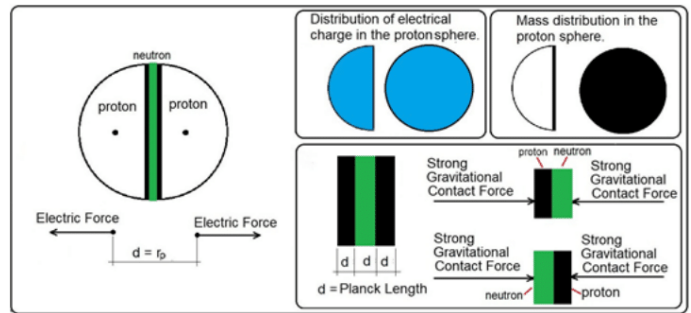 neutron
proton
proton
Electric Force
Electric Force
d = rp
Distribution of electrical
charge in the proton sphere.
Mass distribution in the
proton sphere.
d
d
d
d = Planck Length
proton
neutron
Strong
Gravitational
Contact Force
Strong
Gravitational
Contact Force
Strong
Gravitational
Contact Force
Strong
Gravitational
Contact Force
neutron
proton